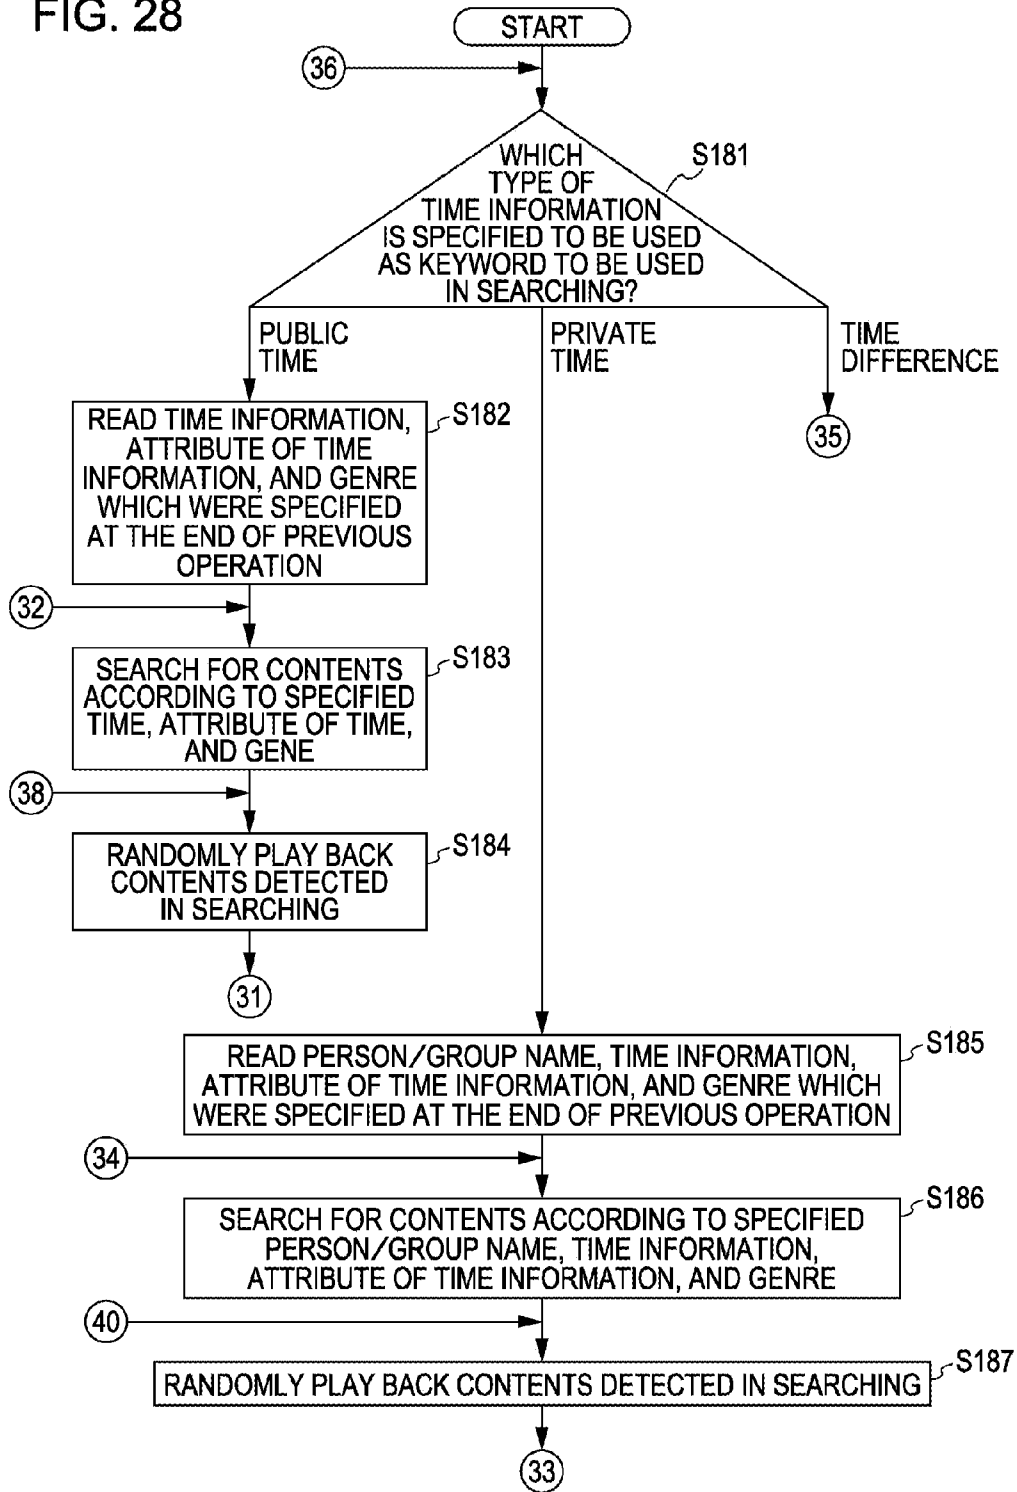 FIG. 28
START
36
WHICH
TYPE OF
TIME INFORMATION
IS SPECIFIED TO BE USED
AS KEYWORD TO BE USED
IN SEARCHING?
S181
PUBLIC
TIME
PRIVATE
TIME
TIME
DIFFERENCE
35
READ TIME INFORMATION,
ATTRIBUTE OF TIME
INFORMATION, AND GENRE
WHICH WERE SPECIFIED
AT THE END OF PREVIOUS
OPERATION
S182
32
SEARCH FOR CONTENTS
ACCORDING TO SPECIFIED
TIME, ATTRIBUTE OF TIME,
AND GENE
S183
38
RANDOMLY PLAY BACK
CONTENTS DETECTED
IN SEARCHING
S184
31
READ PERSON/GROUP NAME, TIME INFORMATION,
ATTRIBUTE OF TIME INFORMATION, AND GENRE WHICH
WERE SPECIFIED AT THE END OF PREVIOUS OPERATION
S185
34
SEARCH FOR CONTENTS ACCORDING TO SPECIFIED
PERSON/GROUP NAME, TIME INFORMATION,
ATTRIBUTE OF TIME INFORMATION, AND GENRE
S186
40
RANDOMLY PLAY BACK CONTENTS DETECTED IN SEARCHING
S187
33